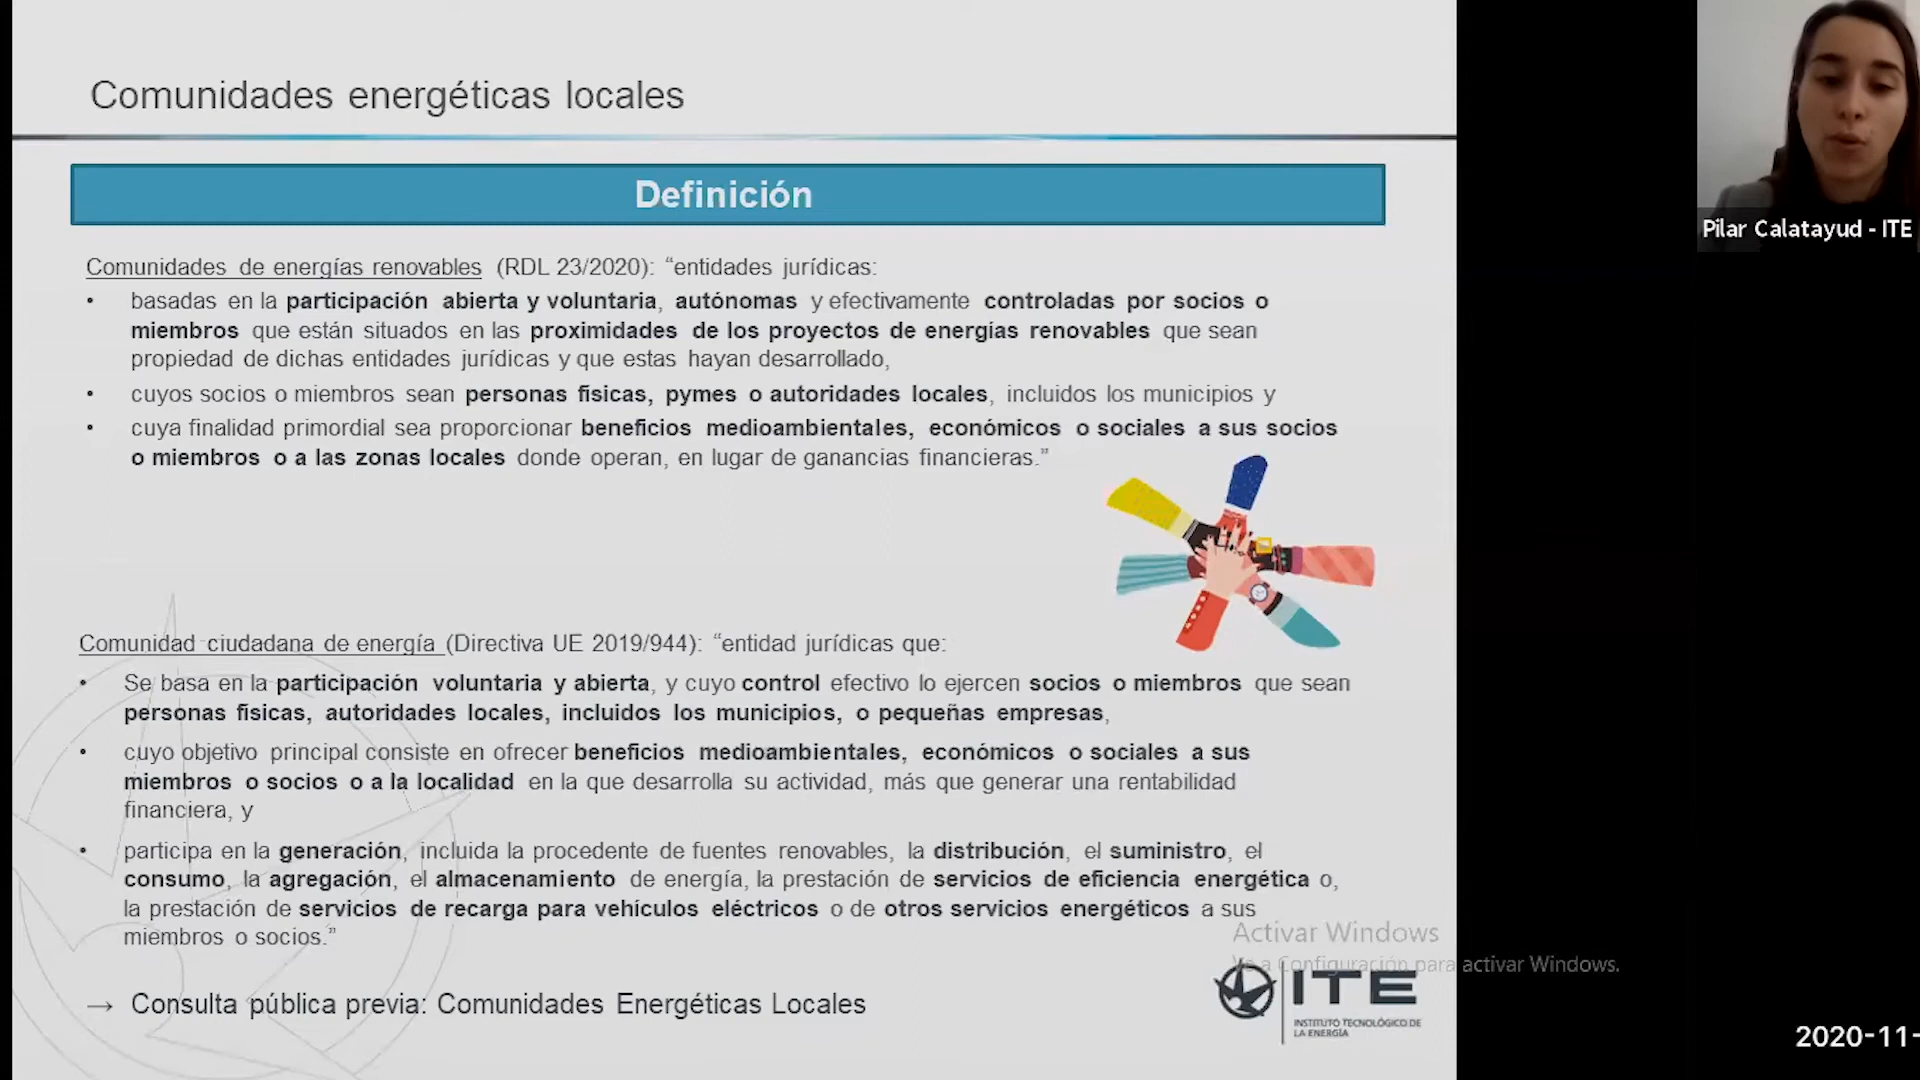 Comunidades energéticas locales
Definición
Comunidades de energías renovables (RDL 23/2020): “entidades jurídicas:
• basadas en la participación abierta y voluntaria, autónomas y efectivamente controladas por socios o
miembros que están situados en las proximidades de los proyectos de energías renovables que sean
propiedad de dichas entidades jurídicas y que estas hayan desarrollado,
• cuyos socios o miembros sean personas físicas, pymes o autoridades locales, incluidos los municipios y
• cuya finalidad primordial sea proporcionar beneficios medioambientales, económicos o sociales a sus socios
o miembros o a las zonas locales donde operan, en lugar de ganancias financieras.”
Comunidad ciudadana de energía (Directiva UE 2019/944): “entidad jurídicas que:
• Se basa en la participación voluntaria y abierta, y cuyo control efectivo lo ejercen socios o miembros que sean
personas físicas, autoridades locales, incluidos los municipios, o pequeñas empresas,
• cuyo objetivo principal consiste en ofrecer beneficios medioambientales, económicos o sociales a sus
miembros o socios o a la localidad en la que desarrolla su actividad, más que generar una rentabilidad
financiera, y
• participa en la generación, incluida la procedente de fuentes renovables, la distribución, el suministro, el
consumo, la agregación, el almacenamiento de energía, la prestación de servicios de eficiencia energética o,
la prestación de servicios de recarga para vehículos eléctricos o de otros servicios energéticos a sus
miembros o socios.”
→ Consulta pública previa: Comunidades Energéticas Locales
Activar Windows
Ve a Configuración para activar Windows.
ITE
INSTITUTO TECNOLÓGICO DE
LA ENERGÍA
Pilar Calatayud - ITE
2020-11-